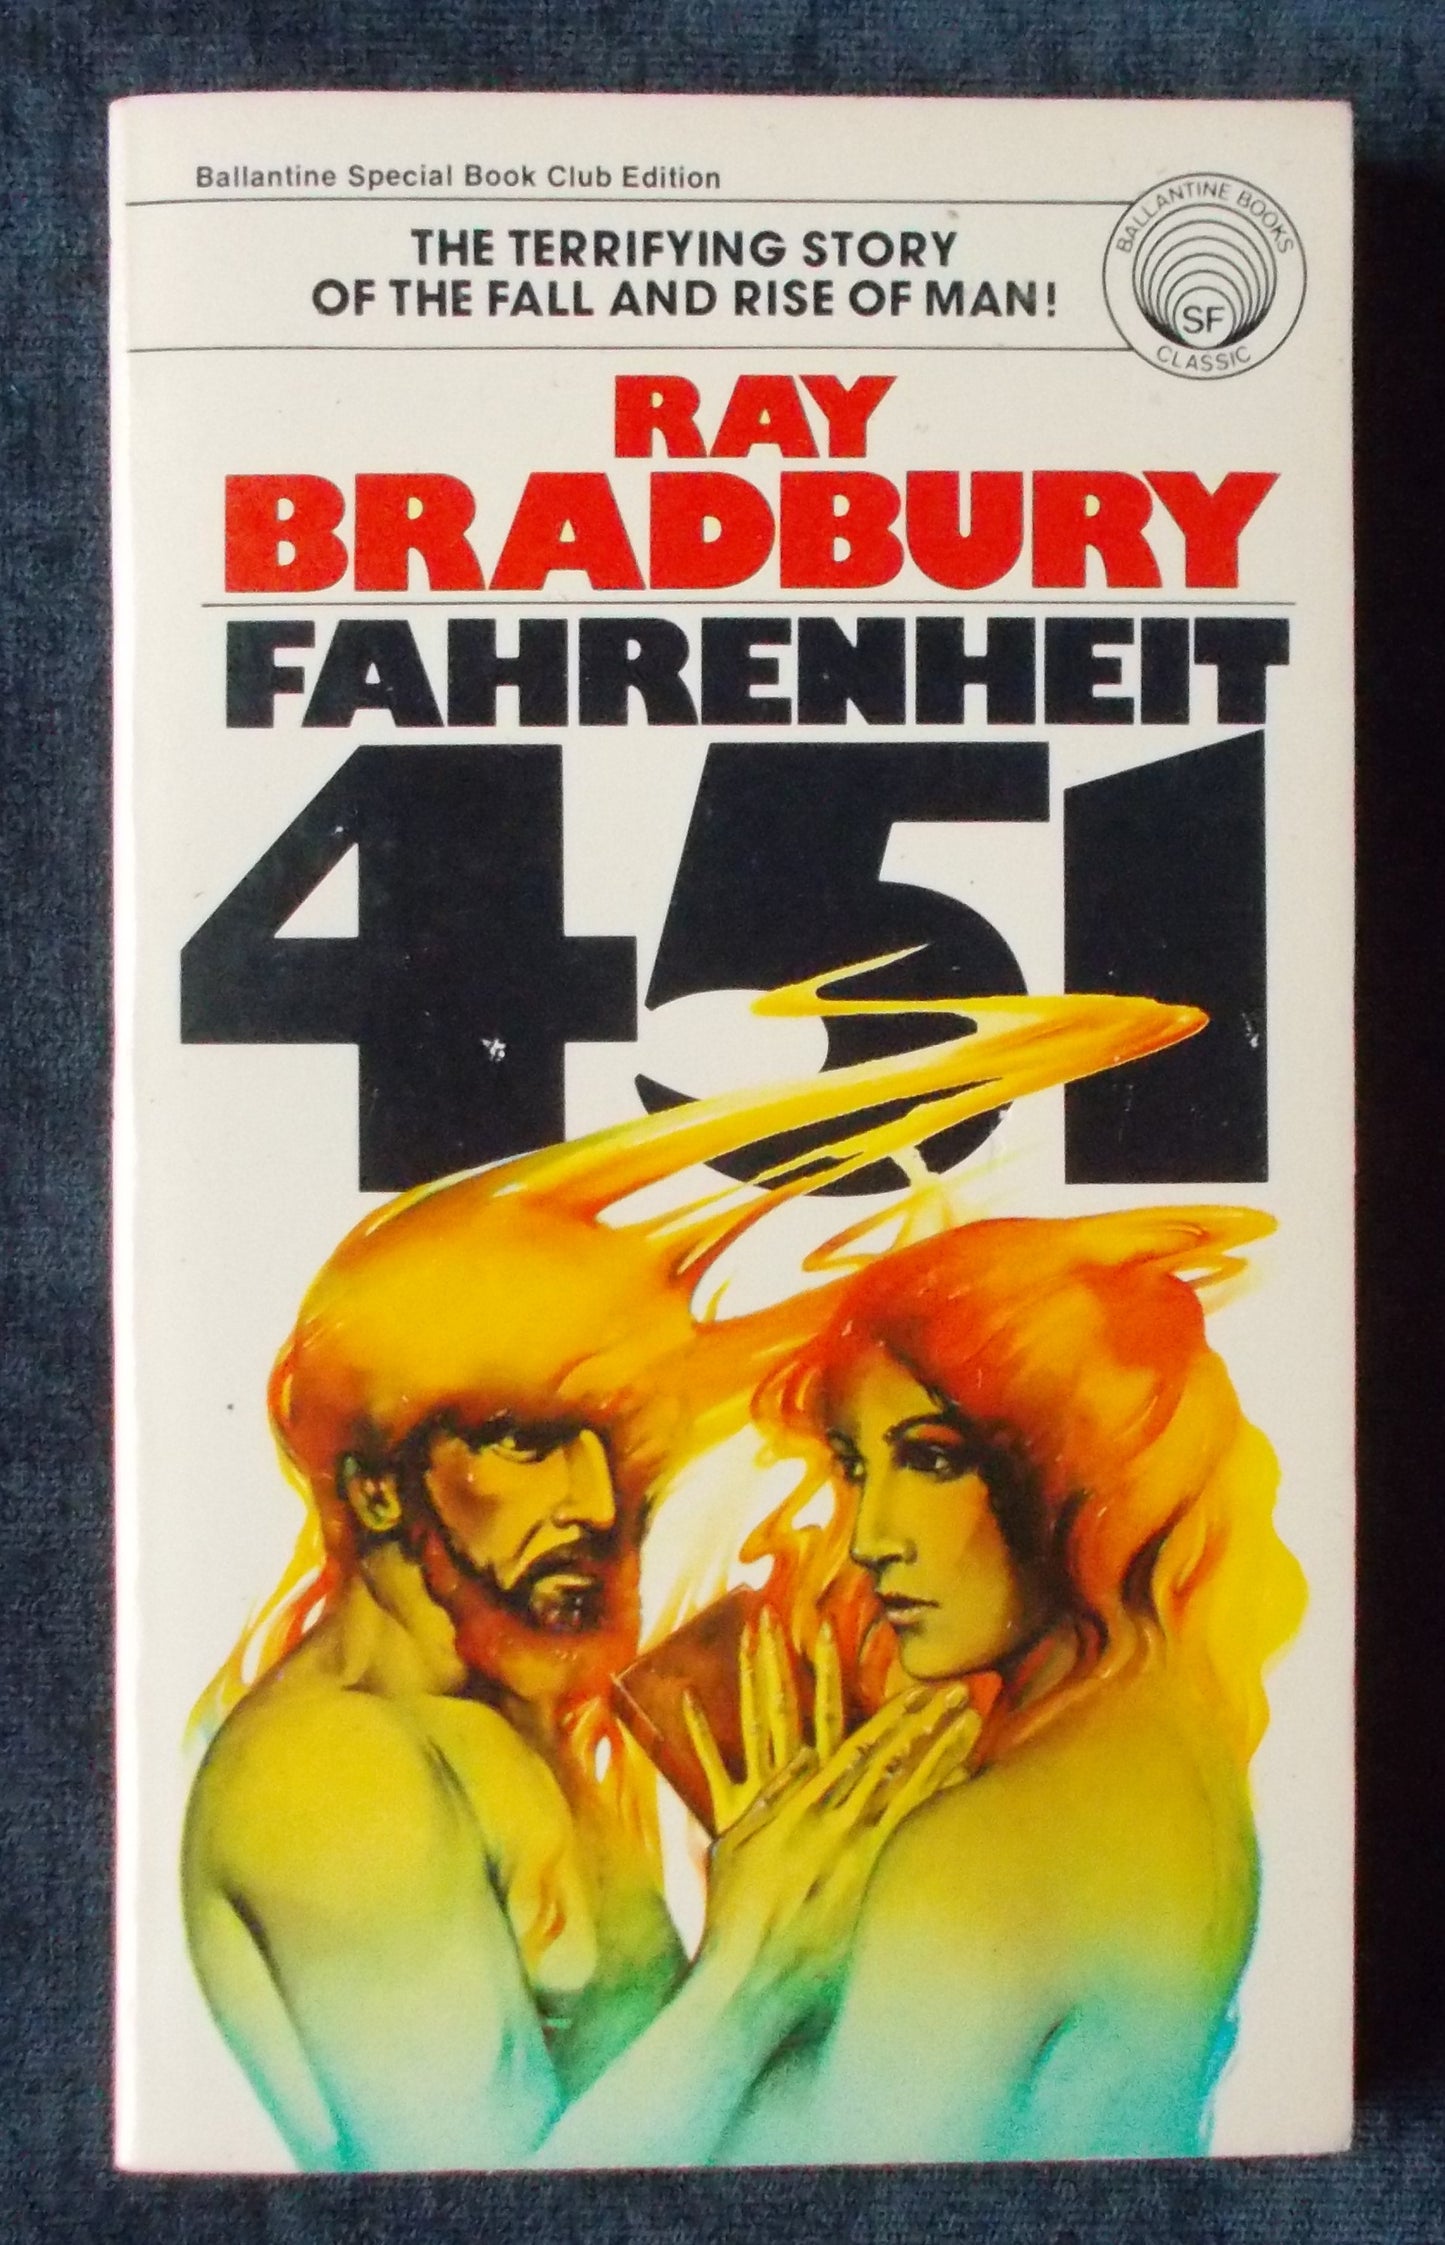 Ballantine Special Book Club Edition
THE TERRIFYING STORY
OF THE FALL AND RISE OF MAN!
BALLANTINE BOOKS
SF
CLASSIC
RAY
BRADBURY
FAHRENHEIT
451